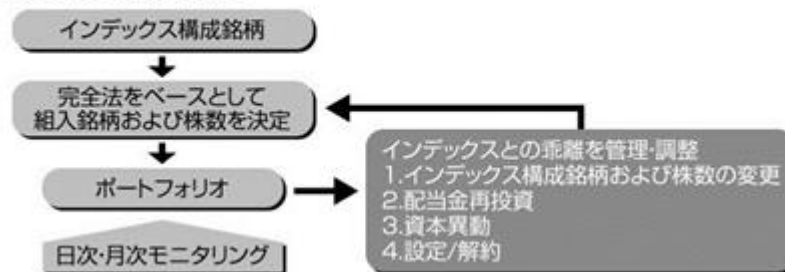 インデックス構成銘柄
完全法をベースとして
組入銘柄および株数を決定
ポートフォリオ
日次・月次モニタリング
インデックスとの乖離を管理・調整
1.インデックス構成銘柄および株数の変更
2.配当金再投資
3.資本異動
4.設定/解約